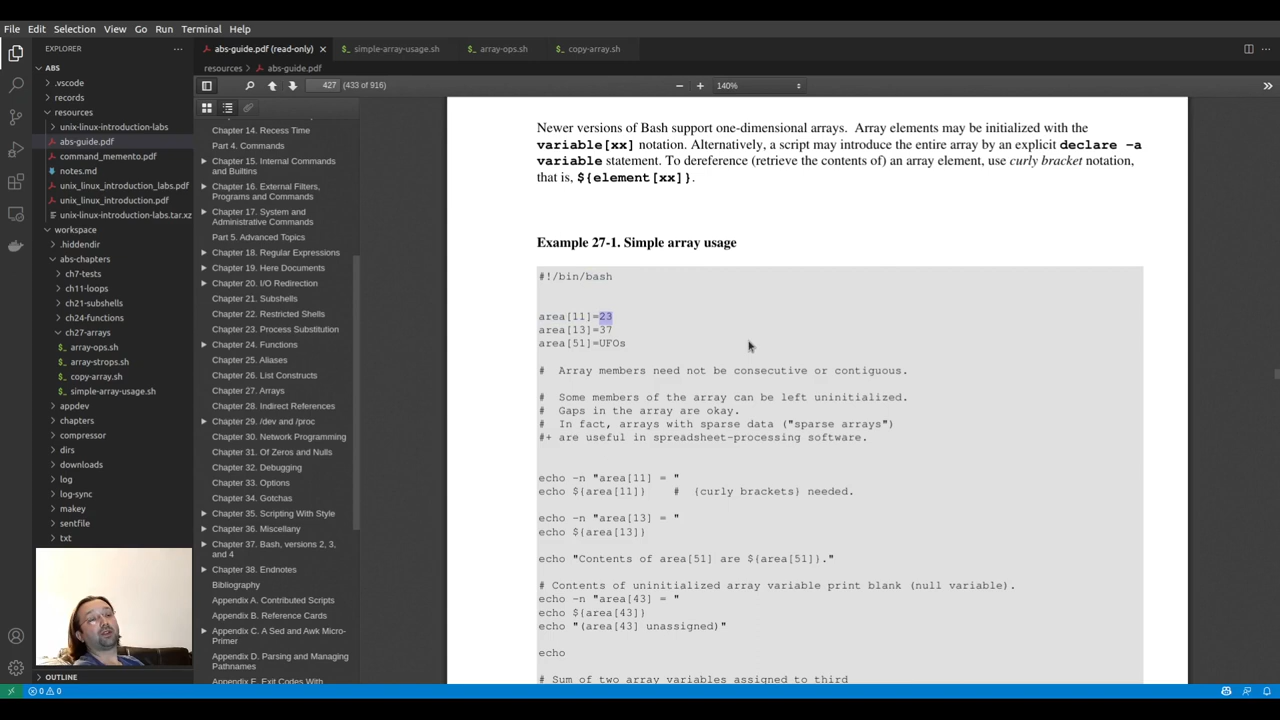 File Edit Selection View Go Run Terminal Help
EXPLORER
ABS
.vscode
records
resources
unix-linux-introduction-labs
abs-guide.pdf
command_memento.pdf
notes.md
unix_linux_introduction_labs.pdf
unix_linux_introduction.pdf
unix-linux-introduction-labs.tar.xz
workspace
.hiddendir
abs-chapters
ch7-tests
ch11-loops
ch21-subshells
ch24-functions
ch27-arrays
array-ops.sh
array-strops.sh
copy-array.sh
simple-array-usage.sh
appdev
chapters
compressor
dirs
downloads
log
log-sync
makey
sentfile
txt
OUTLINE
abs-guide.pdf (read-only) simple-array-usage.sh array-ops.sh copy-array.sh
resources > abs-guide.pdf
427 (433 of 916) 140%
Chapter 14. Recess Time
Part 4. Commands
Chapter 15. Internal Commands
and Builtins
Chapter 16. External Filters,
Programs and Commands
Chapter 17. System and
Administrative Commands
Part 5. Advanced Topics
Chapter 18. Regular Expressions
Chapter 19. Here Documents
Chapter 20. I/O Redirection
Chapter 21. Subshells
Chapter 22. Restricted Shells
Chapter 23. Process Substitution
Chapter 24. Functions
Chapter 25. Aliases
Chapter 26. List Constructs
Chapter 27. Arrays
Chapter 28. Indirect References
Chapter 29. /dev and /proc
Chapter 30. Network Programming
Chapter 31. Of Zeros and Nulls
Chapter 32. Debugging
Chapter 33. Options
Chapter 34. Gotchas
Chapter 35. Scripting With Style
Chapter 36. Miscellany
Chapter 37. Bash, versions 2, 3,
and 4
Chapter 38. Endnotes
Bibliography
Appendix A. Contributed Scripts
Appendix B. Reference Cards
Appendix C. A Sed and Awk Micro-
Primer
Appendix D. Parsing and Managing
Pathnames
Appendix E. Exit Codes With
Newer versions of Bash support one-dimensional arrays. Array elements may be initialized with the
variable[xx] notation. Alternatively, a script may introduce the entire array by an explicit declare -a
variable statement. To dereference (retrieve the contents of) an array element, use curly bracket notation,
that is, ${element[xx]}.
Example 27-1. Simple array usage
#!/bin/bash
area[11]=23
area[13]=37
area[51]=UFOs
# Array members need not be consecutive or contiguous.
# Some members of the array can be left uninitialized.
# Gaps in the array are okay.
# In fact, arrays with sparse data ("sparse arrays")
#+ are useful in spreadsheet-processing software.
echo -n "area[11] = "
echo ${area[11]} # {curly brackets} needed.
echo -n "area[13] = "
echo ${area[13]}
echo "Contents of area[51] are ${area[51]}."
# Contents of uninitialized array variable print blank (null variable).
echo -n "area[43] = "
echo ${area[43]}
echo "(area[43] unassigned)"
echo
# Sum of two array variables assigned to third
0 0